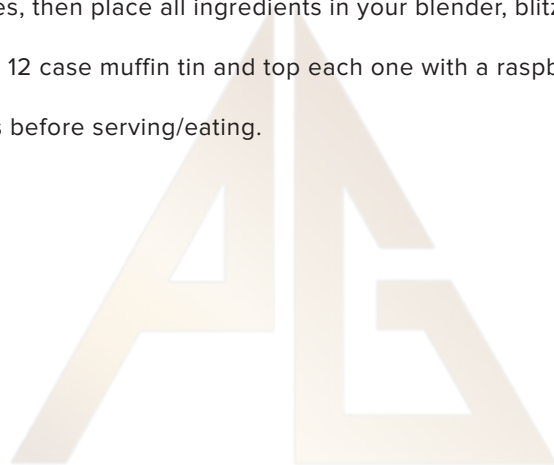 es, then place all ingredients in your blender, blitz
12 case muffin tin and top each one with a raspb
s before serving/eating.
AG